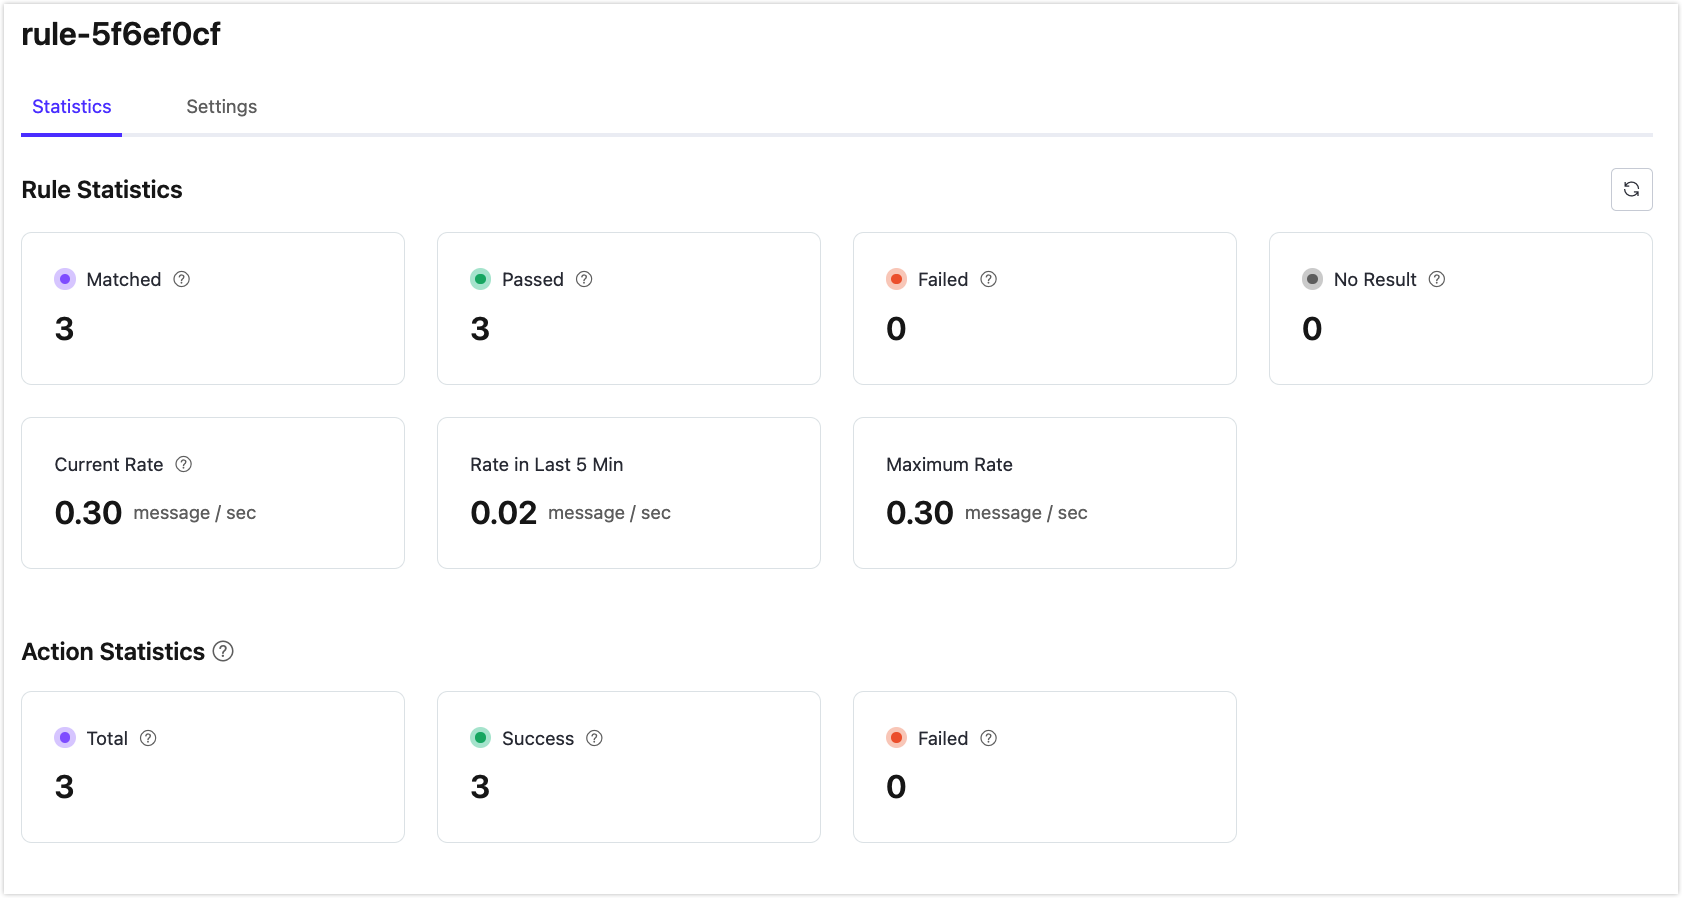 rule-5f6ef0cf
Statistics Settings
Rule Statistics
Matched Passed Failed No Result
3 3 0 0
Current Rate Rate in Last 5 Min Maximum Rate
0.30 message / sec 0.02 message / sec 0.30 message / sec
Action Statistics
Total Success Failed
3 3 0